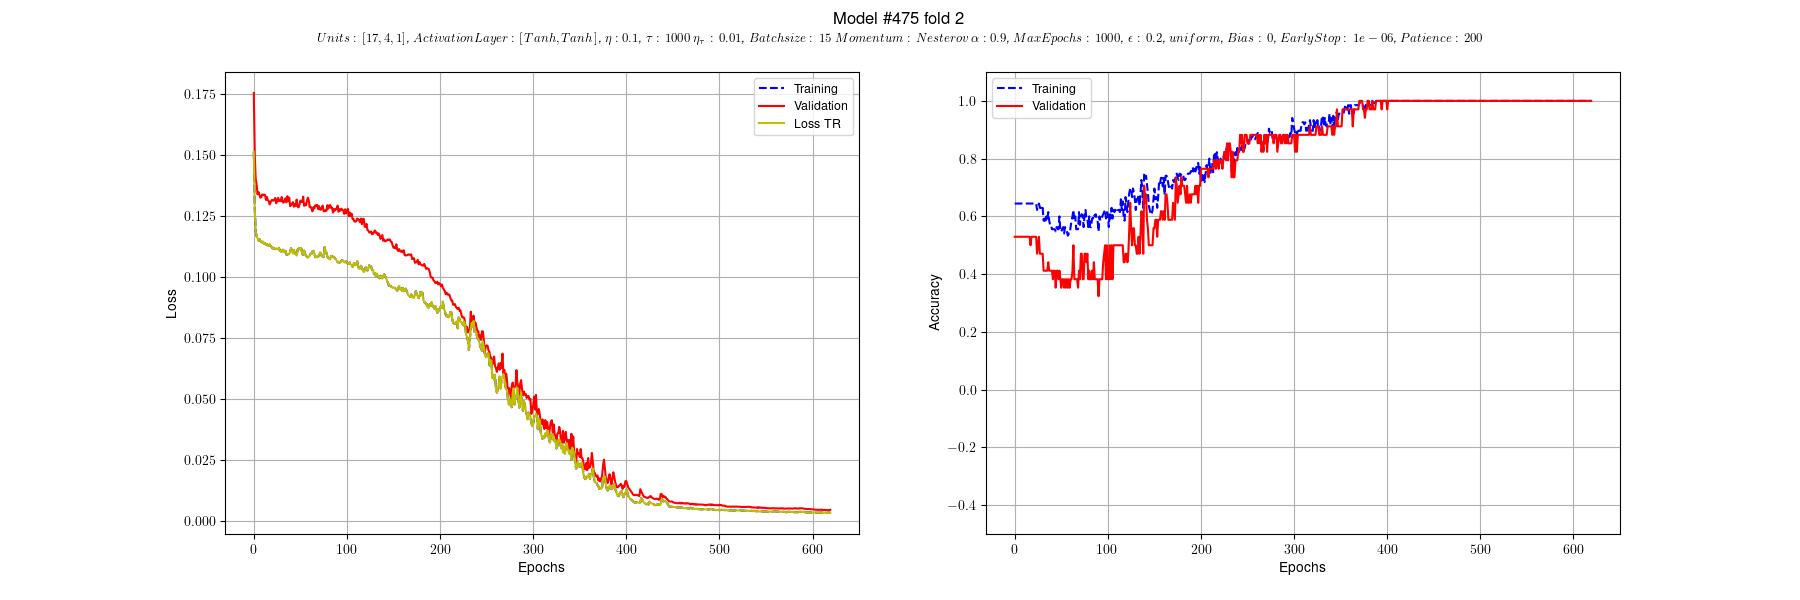 Model #475 fold 2
Units : [17, 4, 1], ActivationLayer : [Tanh, Tanh], η : 0.1, τ : 1000 ητ : 0.01, Batchsize : 15 Momentum : Nesterov α : 0.9, MaxEpochs : 1000, ϵ : 0.2, uniform, Bias : 0, EarlyStop : 1e − 06, Patience : 200
Training
Validation
Loss TR
0.175
0.150
0.125
0.100
0.075
0.050
0.025
0.000
Loss
0 100 200 300 400 500 600
Epochs
Training
Validation
1.0
0.8
0.6
0.4
0.2
0.0
−0.2
−0.4
Accuracy
0 100 200 300 400 500 600
Epochs